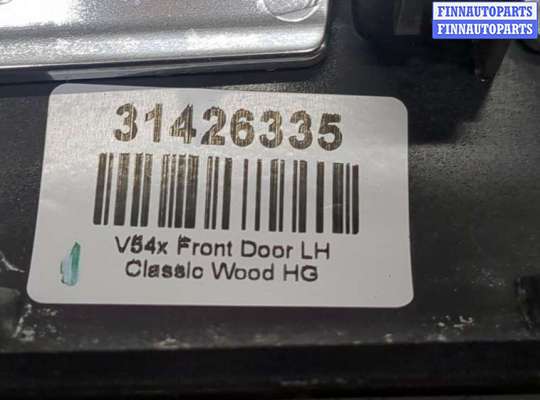 FINNAUTOPARTS
FINNAUTOPARTS
31426335
V54x Front Door LH
Classic Wood HG